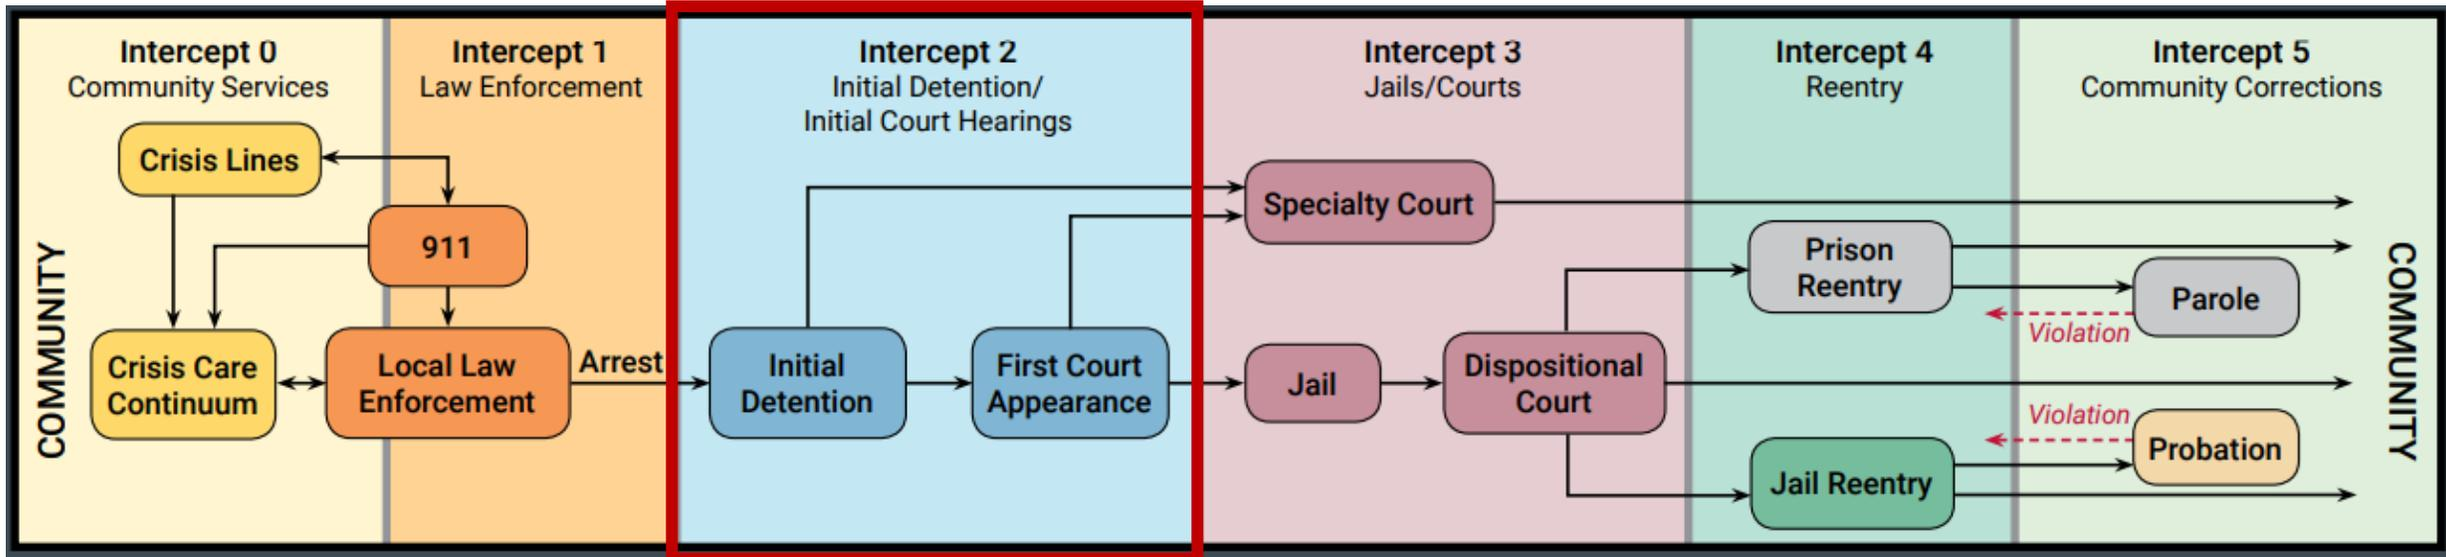 Intercept 0
Community Services
Intercept 1
Law Enforcement
Intercept 2
Initial Detention/
Initial Court Hearings
Intercept 3
Jails/Courts
Intercept 4
Reentry
Intercept 5
Community Corrections
COMMUNITY
Crisis Lines
911
Crisis Care
Continuum
Local Law
Enforcement
Arrest
Initial
Detention
First Court
Appearance
Specialty Court
Jail
Dispositional
Court
Prison
Reentry
Parole
Violation
Violation
Probation
Jail Reentry
COMMUNITY